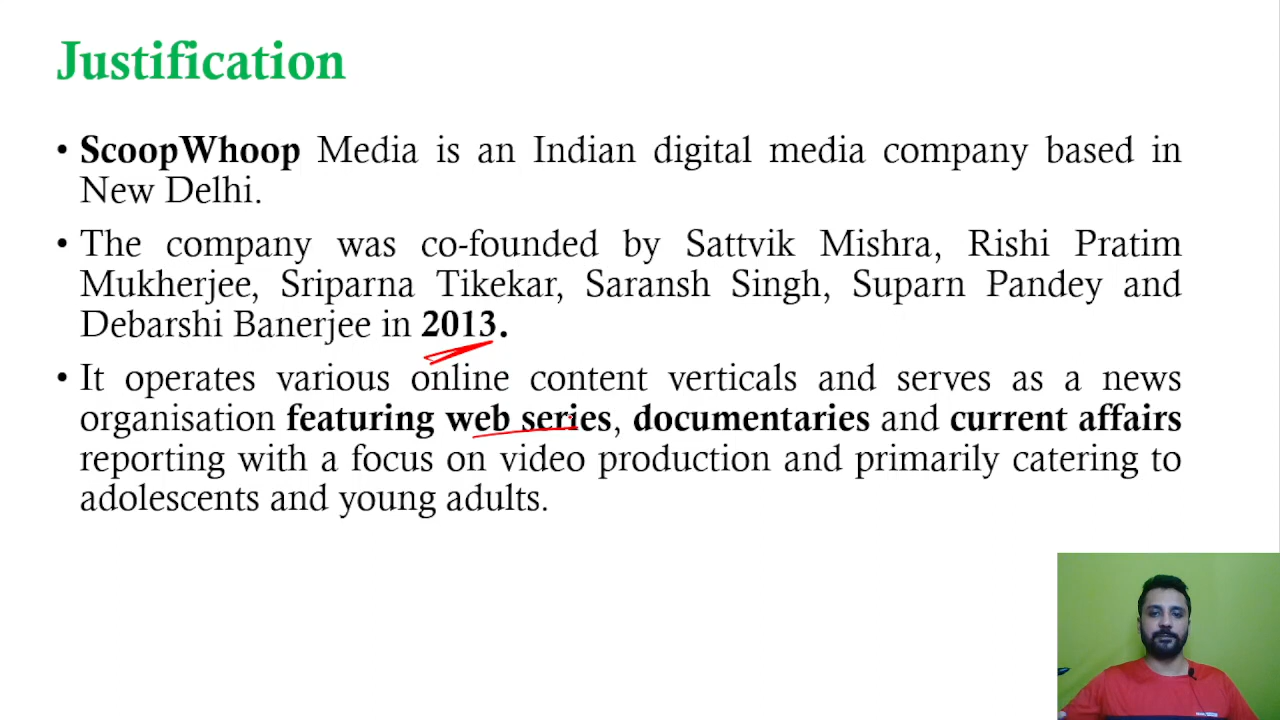 Justification
• ScoopWhoop Media is an Indian digital media company based in
New Delhi.
• The company was co-founded by Sattvik Mishra, Rishi Pratim
Mukherjee, Sriparna Tikekar, Saransh Singh, Suparn Pandey and
Debarshi Banerjee in 2013.
• It operates various online content verticals and serves as a news
organisation featuring web series, documentaries and current affairs
reporting with a focus on video production and primarily catering to
adolescents and young adults.